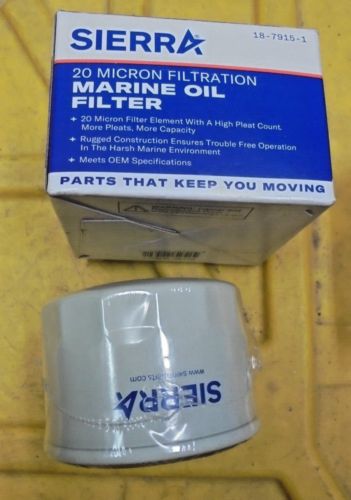 SIERRA
18-7915-1
20 MICRON FILTRATION
MARINE OIL
FILTER
20 Micron Filter Element With A High Pleat Count,
More Pleats, More Capacity
Rugged Construction Ensures Trouble Free Operation
In The Harsh Marine Environment
Meets OEM Specifications
PARTS THAT KEEP YOU MOVING
WARNING
SIERRA